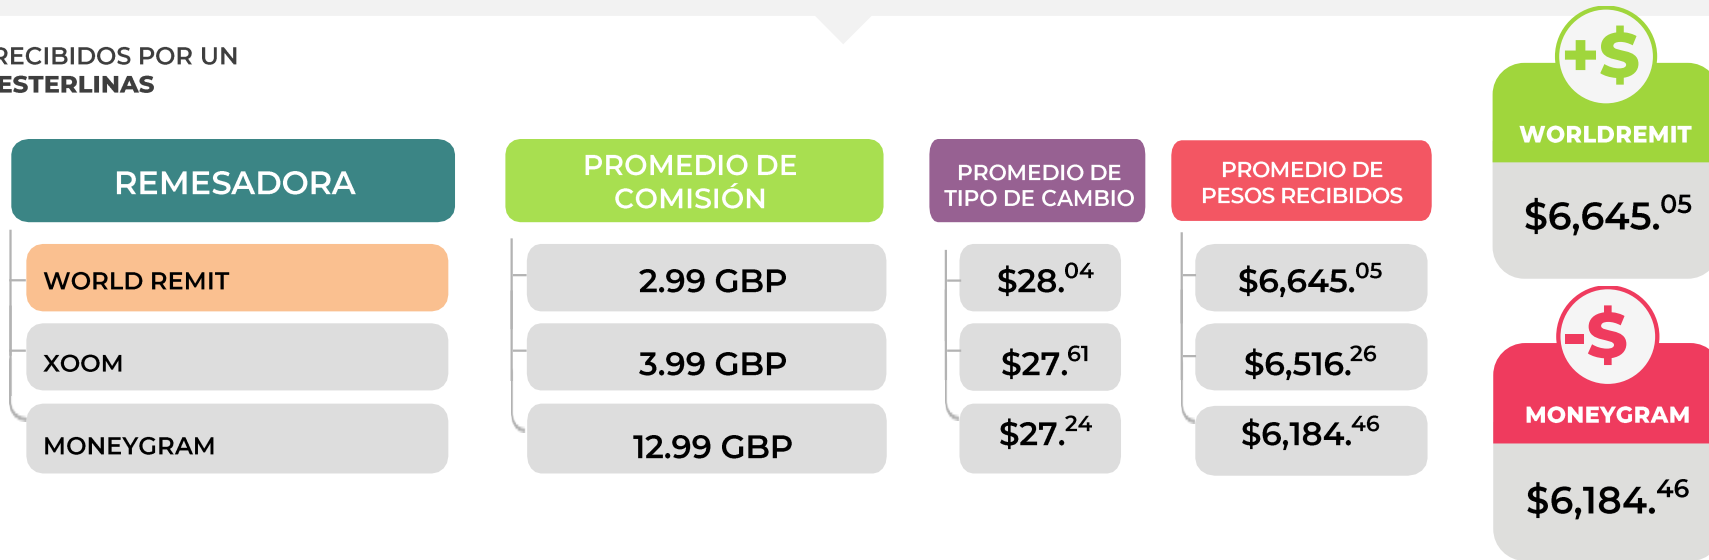 RECIBIDOS POR UN
ESTERLINAS
REMESADORA
PROMEDIO DE
COMISIÓN
PROMEDIO DE
TIPO DE CAMBIO
PROMEDIO DE
PESOS RECIBIDOS
WORLD REMIT
2.99 GBP
$28.04
$6,645.05
XOOM
3.99 GBP
$27.61
$6,516.26
MONEYGRAM
12.99 GBP
$27.24
$6,184.46
+$
WORLDREMIT
$6,645.05
-$
MONEYGRAM
$6,184.46